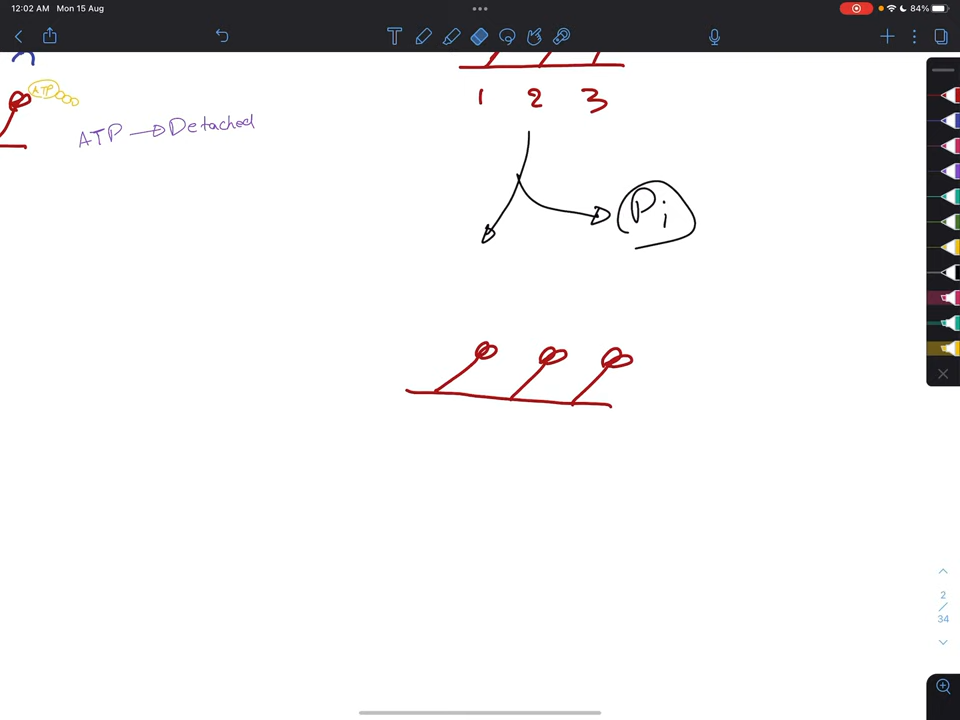 12:02 AM Mon 15 Aug
84%
ATP
ATP → Detached
1 2 3
Pi
2
/
34